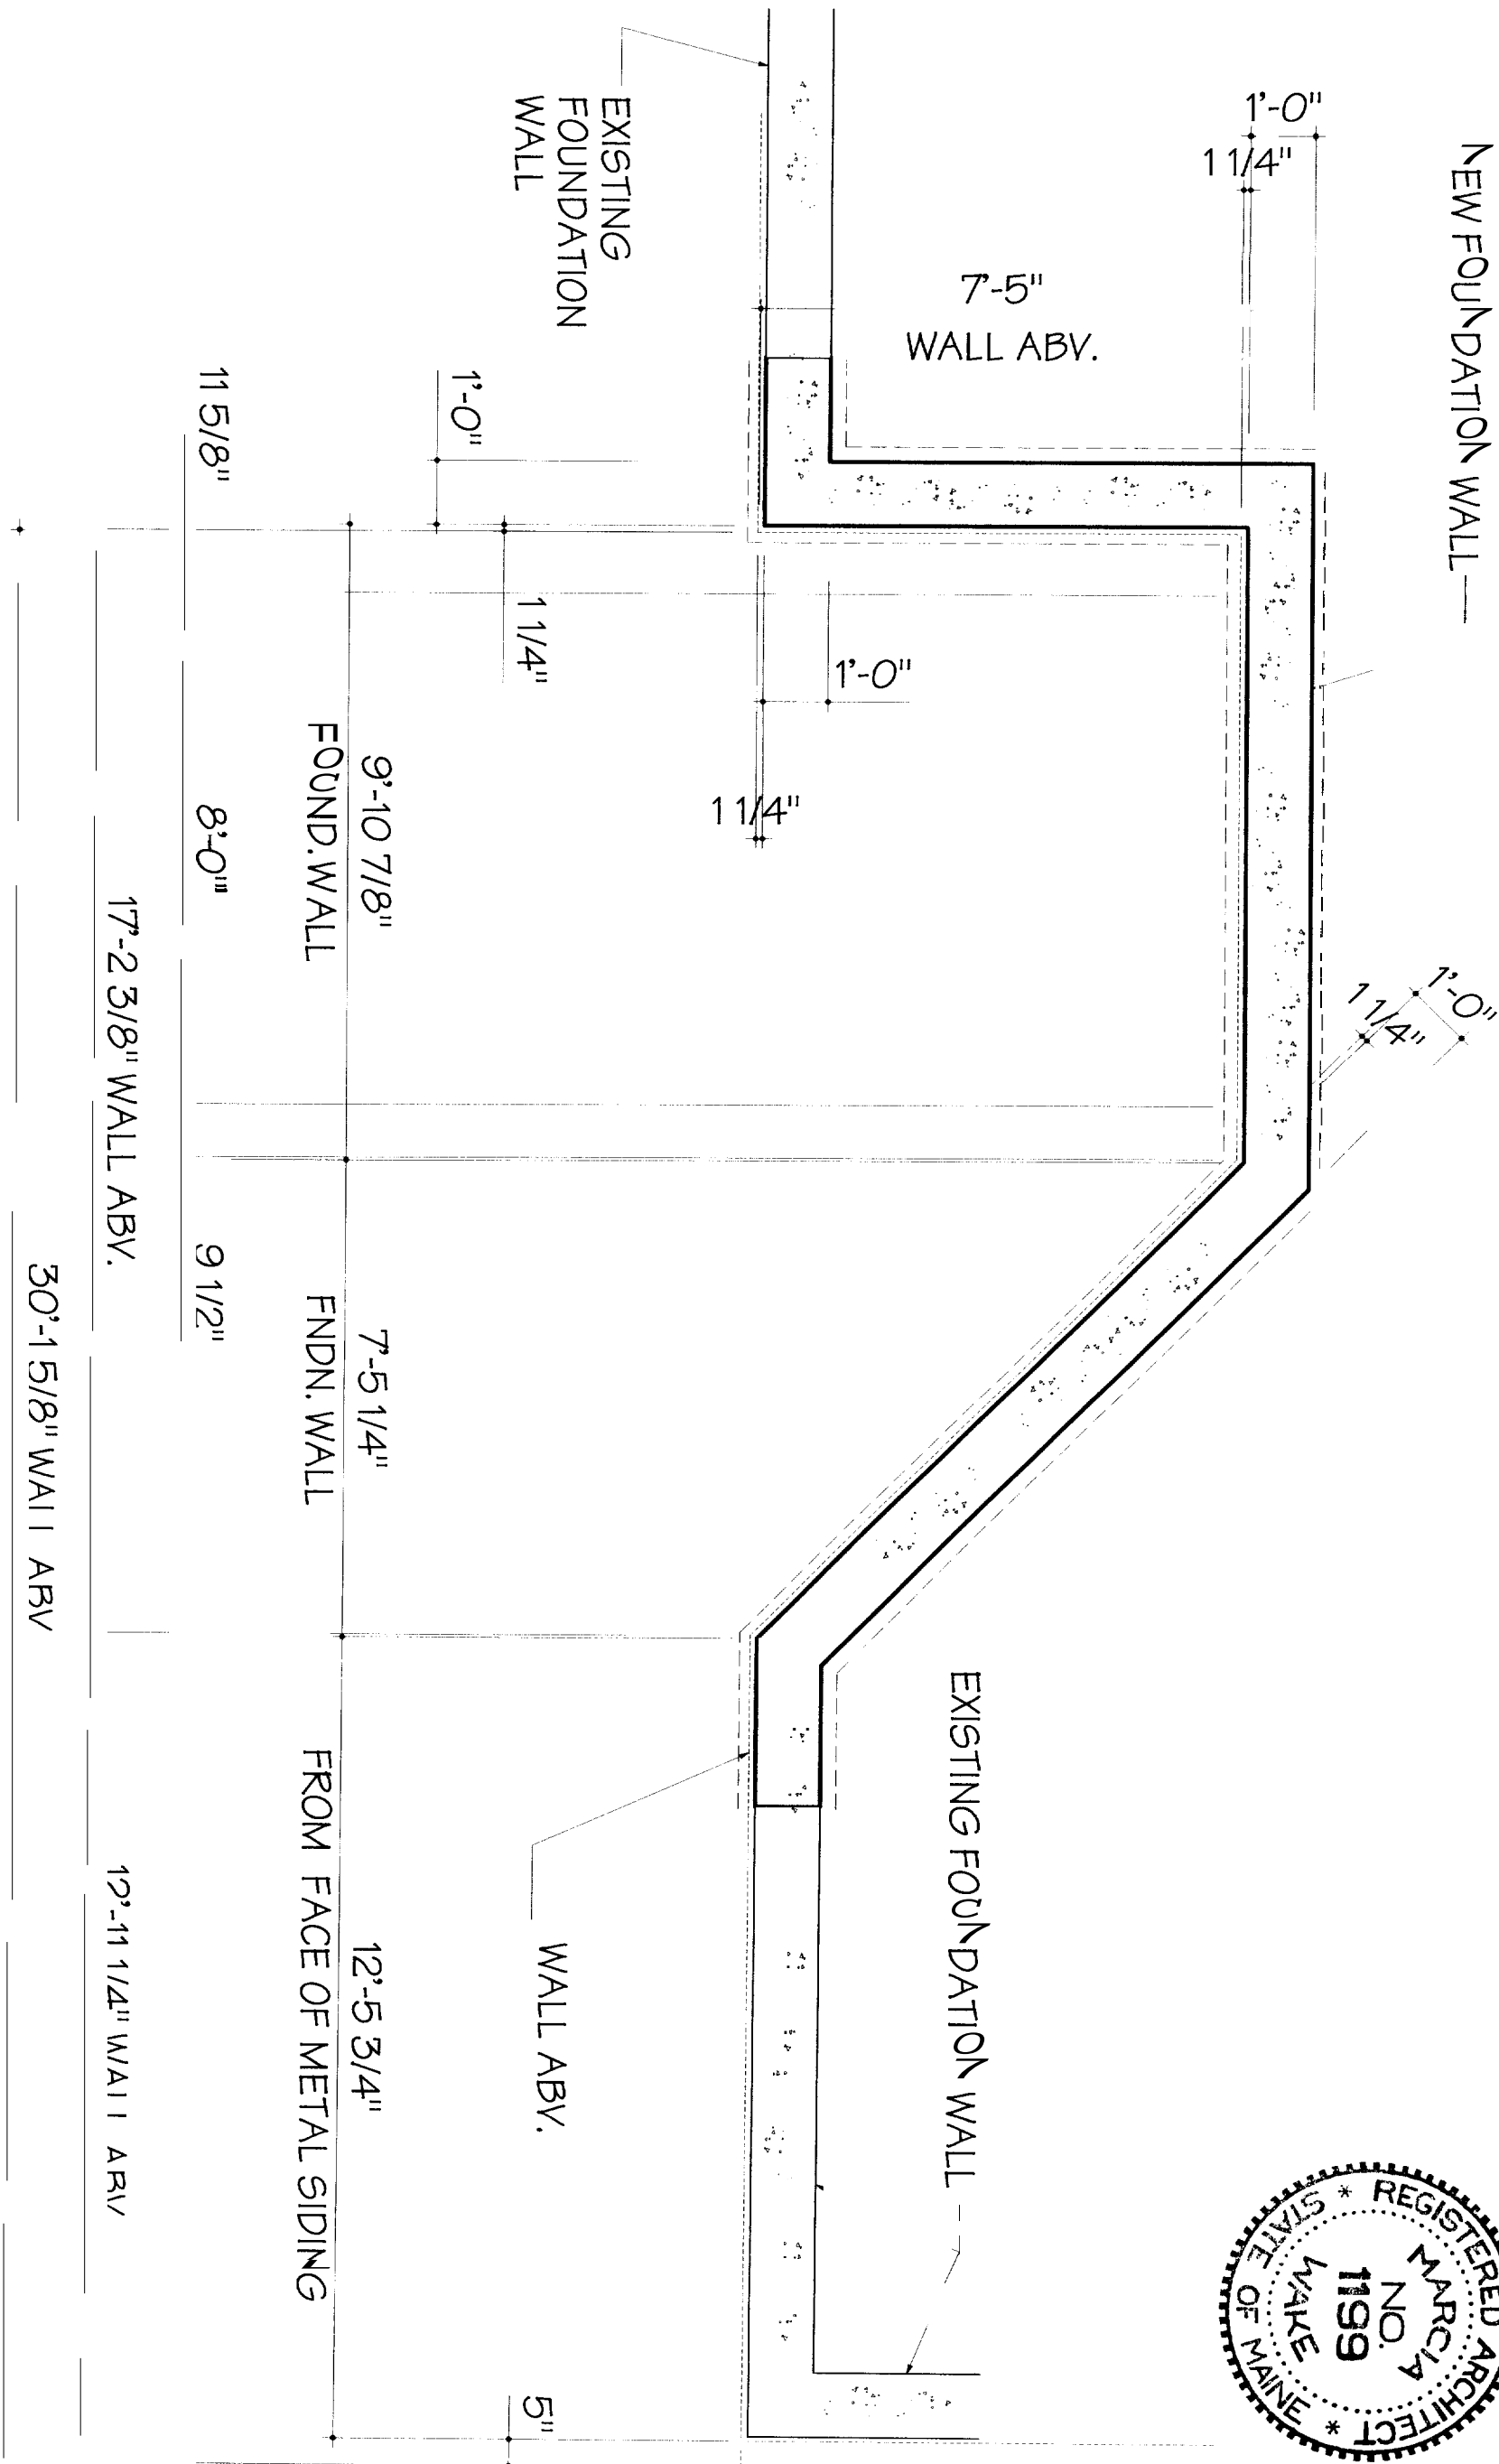 NEW FOUNDATION WALL
1'-0"
1 1/4"
7'-5"
WALL ABV.
EXISTING
FOUNDATION
WALL
1'-0"
1 1/4"
1'-0"
1 1/4"
1'-0"
1 1/4"
11 5/8"
8'-0"
9 1/2"
9'-10 7/8"
FOUND. WALL
7'-5 1/4"
FNDN. WALL
12'-5 3/4"
FROM FACE OF METAL SIDING
WALL ABV.
EXISTING FOUNDATION WALL
17'-2 3/8" WALL ABV.
12'-11 1/4" WALL ABV
30'-1 5/8" WALL ABV
5"
REGISTERED ARCHITECT
* STATE OF MAINE *
MARCIA
NO.
1199
WAKE